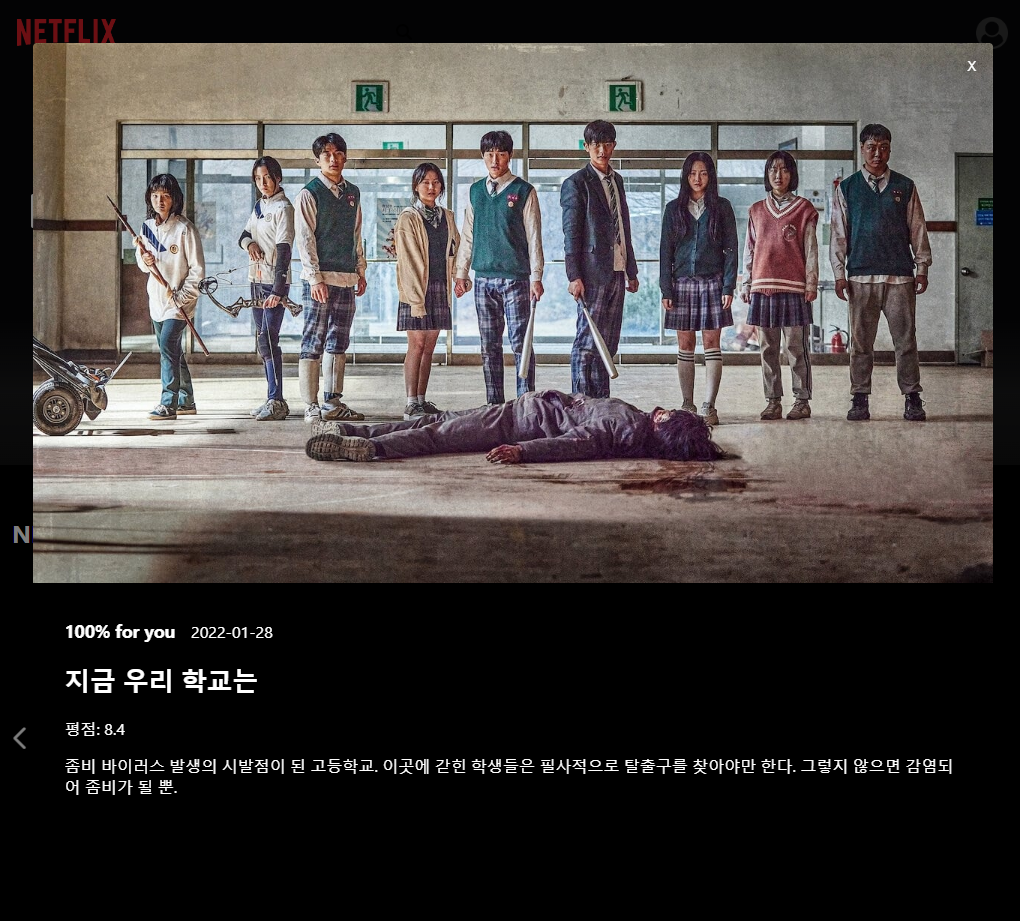 NETFLIX
X
N
100% for you 2022-01-28
지금 우리 학교는
평점: 8.4
좀비 바이러스 발생의 시발점이 된 고등학교. 이곳에 갇힌 학생들은 필사적으로 탈출구를 찾아야만 한다. 그렇지 않으면 감염되
어 좀비가 될 뿐.